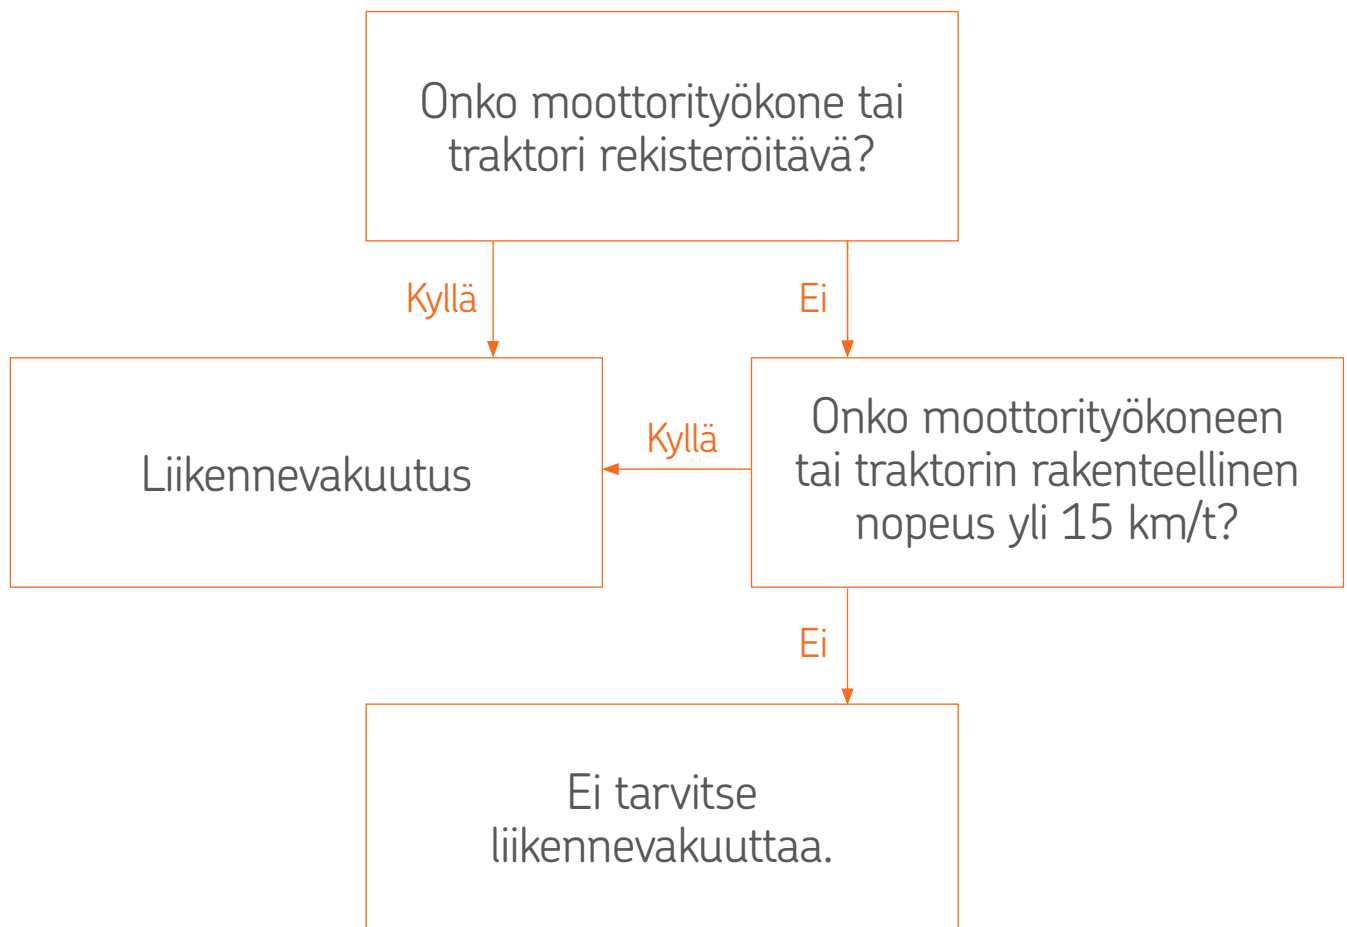 Onko moottorityökone tai
traktori rekisteröitävä?
Kyllä
Ei
Liikennevakuutus
Kyllä
Onko moottorityökoneen
tai traktorin rakenteellinen
nopeus yli 15 km/t?
Ei
Ei tarvitse
liikennevakuuttaa.